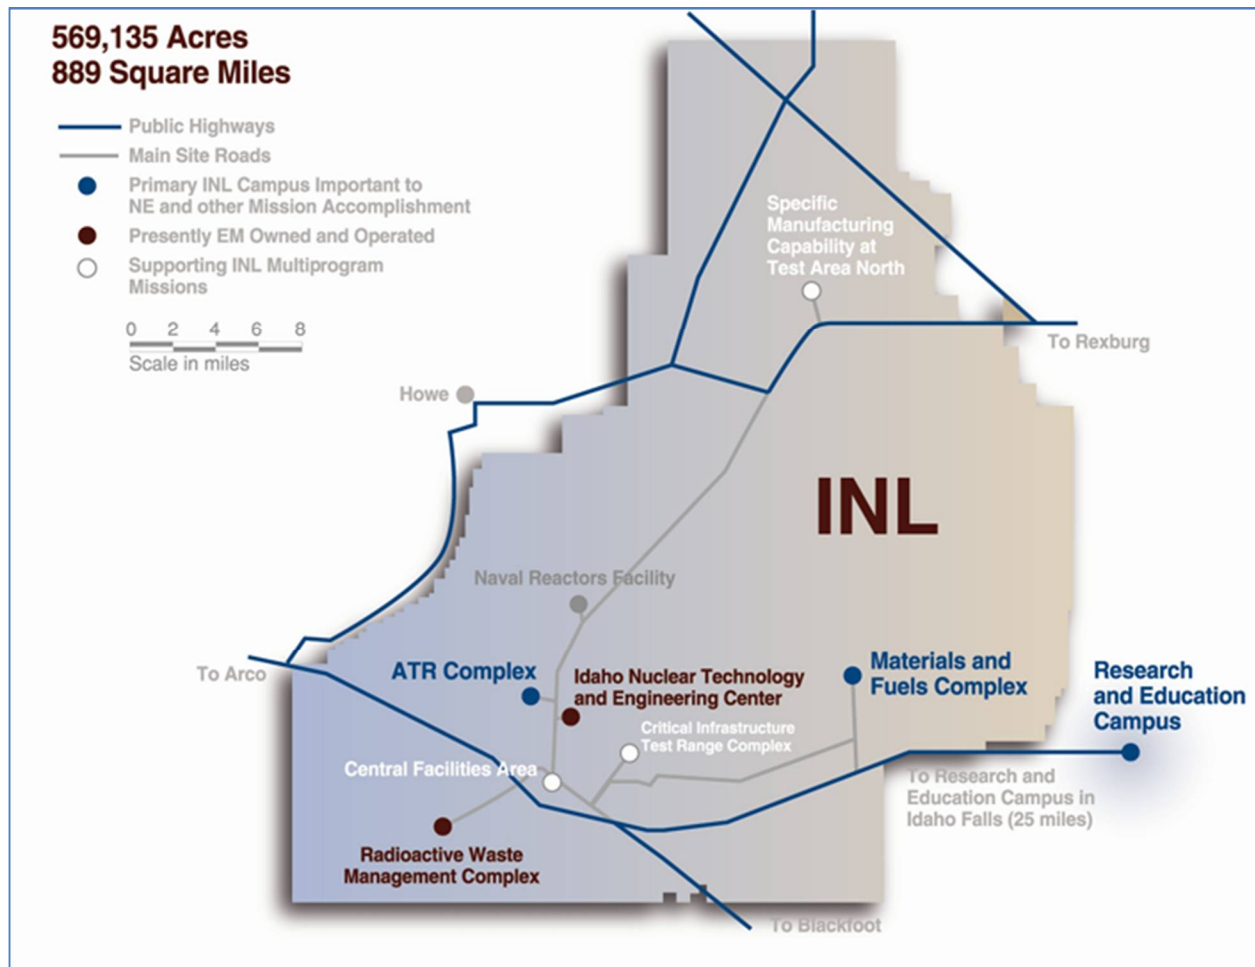 569,135 Acres
889 Square Miles
Public Highways
Main Site Roads
Primary INL Campus Important to
NE and other Mission Accomplishment
Presently EM Owned and Operated
Supporting INL Multiprogram
Missions
0 2 4 6 8
Scale in miles
Specific
Manufacturing
Capability at
Test Area North
To Rexburg
Howe
INL
Naval Reactors Facility
To Arco
ATR Complex
Idaho Nuclear Technology
and Engineering Center
Materials and
Fuels Complex
Research
and Education
Campus
Critical Infrastructure
Test Range Complex
Central Facilities Area
To Research and
Education Campus in
Idaho Falls (25 miles)
Radioactive Waste
Management Complex
To Blackfoot